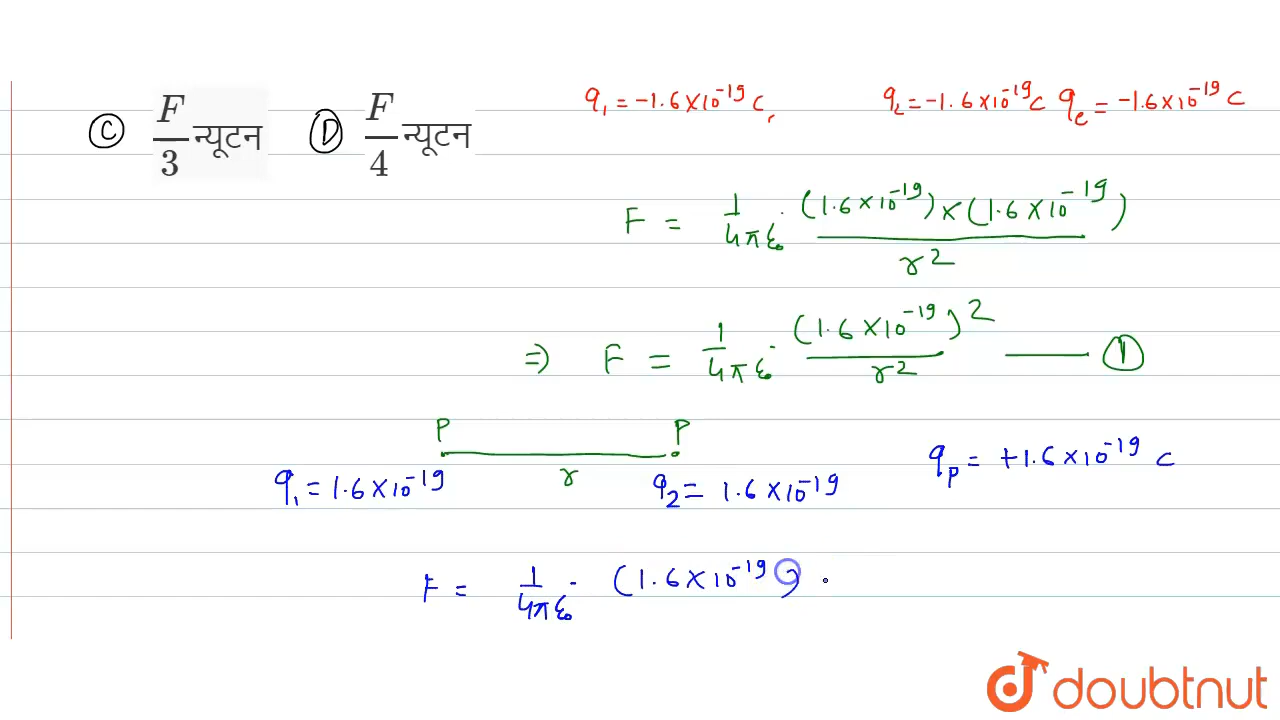 q₁ = -1.6×10⁻¹⁹ C, q₂ = -1.6×10⁻¹⁹ C qₑ = -1.6×10⁻¹⁹ C
Ⓒ F/3 न्यूटन Ⓓ F/4 न्यूटन
F = 1/4πε₀ (1.6×10⁻¹⁹)×(1.6×10⁻¹⁹)/r²
⇒ F = 1/4πε₀ (1.6×10⁻¹⁹)²/r² — ①
P P
r
q₁ = 1.6×10⁻¹⁹ q₂ = 1.6×10⁻¹⁹ qₚ = +1.6×10⁻¹⁹ C
F = 1/4πε₀ (1.6×10⁻¹⁹) .
doubtnut